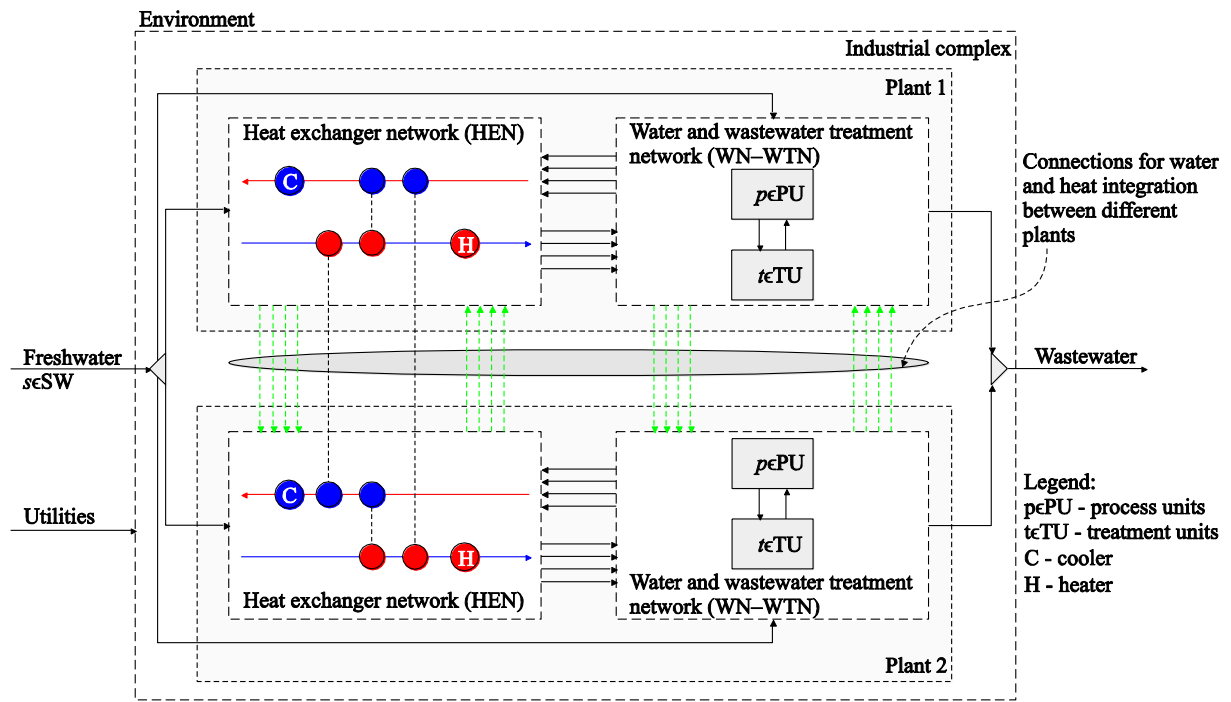 Environment
Industrial complex
Plant 1
Heat exchanger network (HEN)
C
H
Water and wastewater treatment
network (WN–WTN)
pϵPU
tϵTU
Connections for water
and heat integration
between different
plants
Freshwater
sϵSW
Wastewater
Utilities
C
H
Heat exchanger network (HEN)
pϵPU
tϵTU
Water and wastewater treatment
network (WN–WTN)
Plant 2
Legend:
pϵPU - process units
tϵTU - treatment units
C - cooler
H - heater